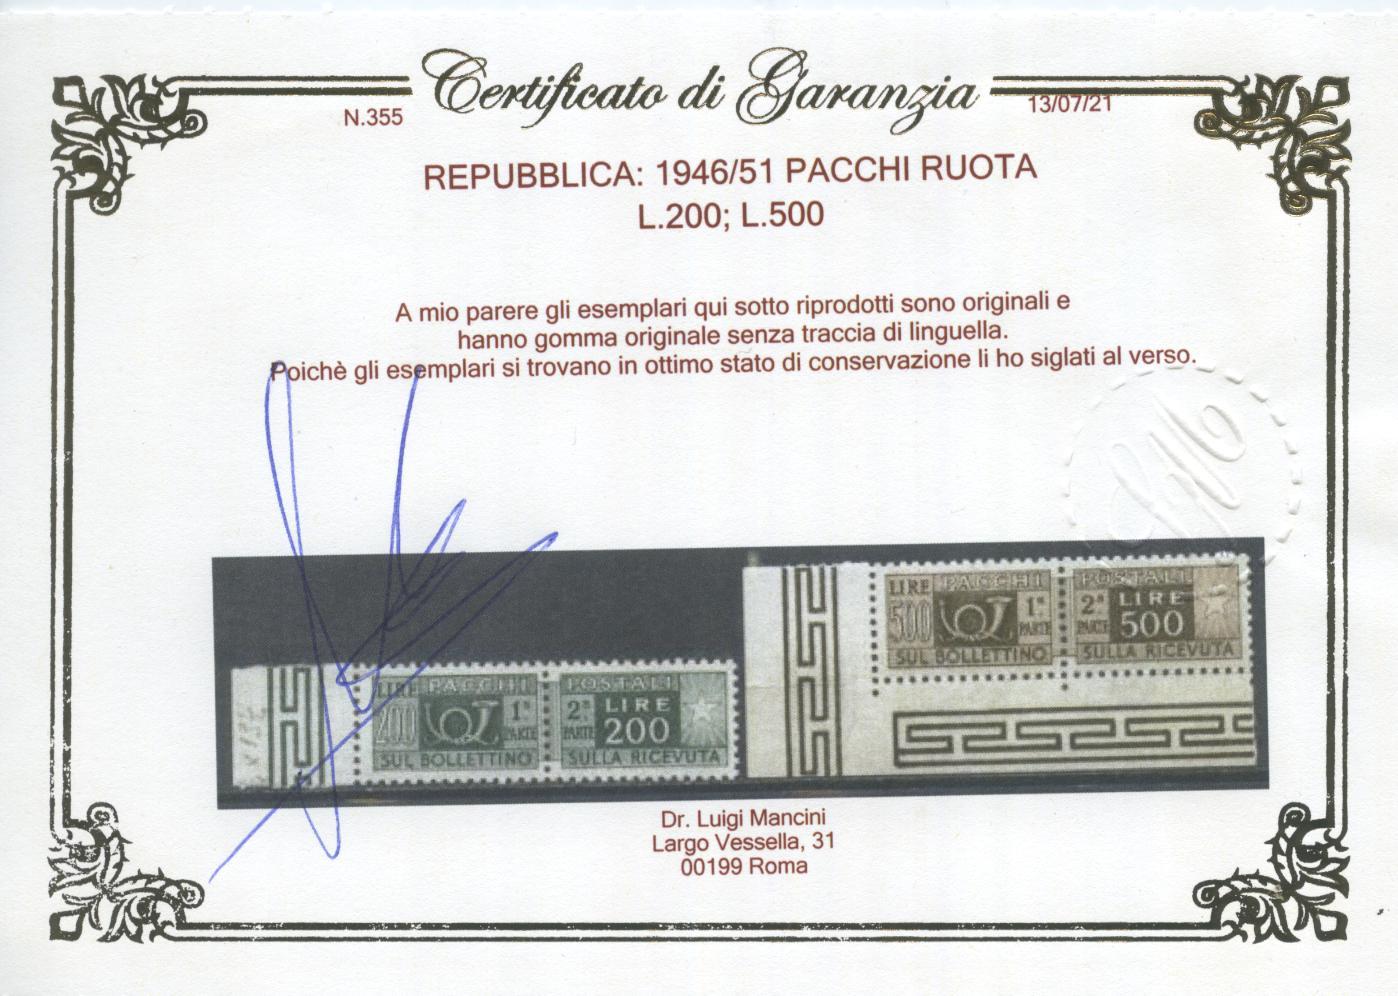 Certificato di Garanzia
N.355
13/07/21
REPUBBLICA: 1946/51 PACCHI RUOTA
L.200; L.500
A mio parere gli esemplari qui sotto riprodotti sono originali e
hanno gomma originale senza traccia di linguella.
Poichè gli esemplari si trovano in ottimo stato di conservazione li ho siglati al verso.
LIRE PACCHI POSTALI
500 1ª PARTE 2ª PARTE LIRE 500
SUL BOLLETTINO SULLA RICEVUTA
LIRE PACCHI POSTALI
200 1ª PARTE 2ª PARTE LIRE 200
SUL BOLLETTINO SULLA RICEVUTA
Dr. Luigi Mancini
Largo Vessella, 31
00199 Roma